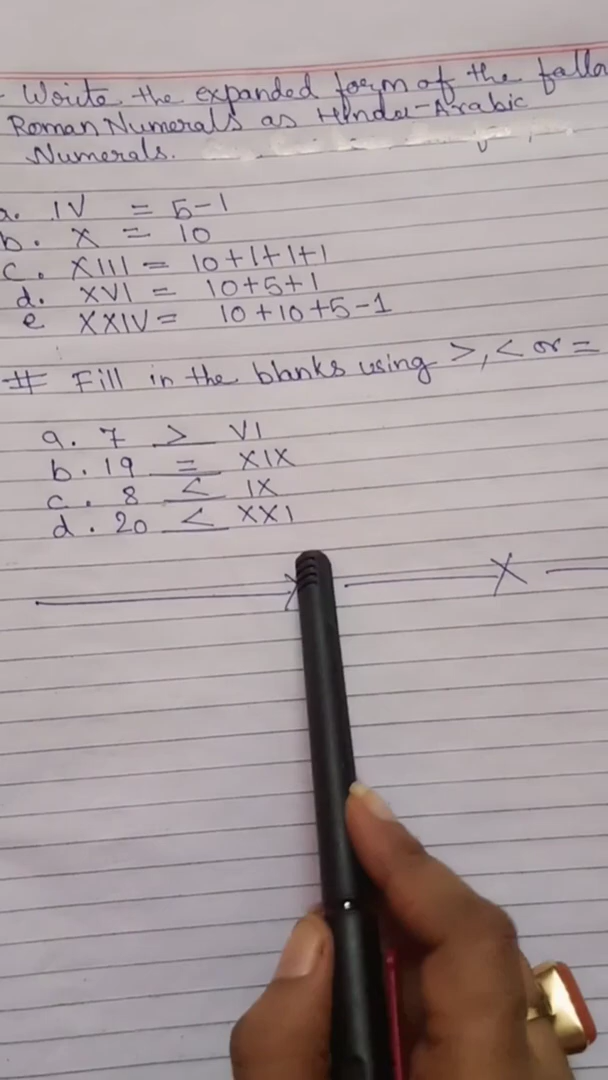 - Write the expanded form of the
Roman Numerals as Hindu-Arabic
Numerals.
a. IV = 5-1
b. X = 10
c. XIII = 10+1+1+1
d. XVI = 10+5+1
e XXIV = 10+10+5-1
# Fill in the blanks using >, < or =
a. 7 > VI
b. 19 = XIX
c. 8 < IX
d. 20 < XXI